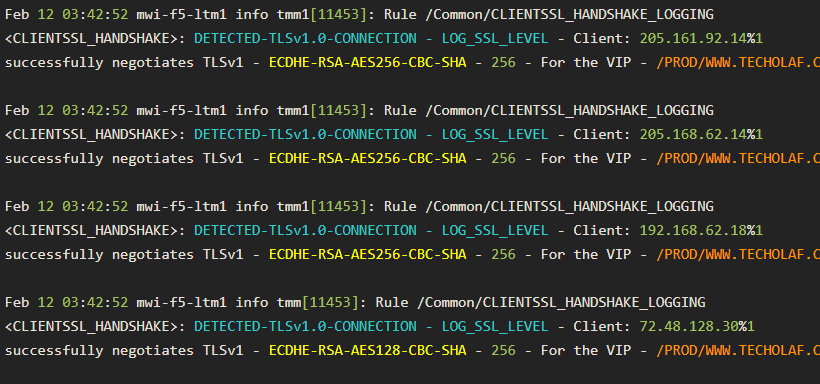 Feb 12 03:42:52 mwi-f5-ltm1 info tmm1[11453]: Rule /Common/CLIENTSSL_HANDSHAKE_LOGGING
<CLIENTSSL_HANDSHAKE>: DETECTED-TLSv1.0-CONNECTION - LOG_SSL_LEVEL - Client: 205.161.92.14%1
successfully negotiates TLSv1 - ECDHE-RSA-AES256-CBC-SHA - 256 - For the VIP - /PROD/WWW.TECHOLAF.C
Feb 12 03:42:52 mwi-f5-ltm1 info tmm1[11453]: Rule /Common/CLIENTSSL_HANDSHAKE_LOGGING
<CLIENTSSL_HANDSHAKE>: DETECTED-TLSv1.0-CONNECTION - LOG_SSL_LEVEL - Client: 205.168.62.14%1
successfully negotiates TLSv1 - ECDHE-RSA-AES256-CBC-SHA - 256 - For the VIP - /PROD/WWW.TECHOLAF.C
Feb 12 03:42:52 mwi-f5-ltm1 info tmm1[11453]: Rule /Common/CLIENTSSL_HANDSHAKE_LOGGING
<CLIENTSSL_HANDSHAKE>: DETECTED-TLSv1.0-CONNECTION - LOG_SSL_LEVEL - Client: 192.168.62.18%1
successfully negotiates TLSv1 - ECDHE-RSA-AES256-CBC-SHA - 256 - For the VIP - /PROD/WWW.TECHOLAF.C
Feb 12 03:42:52 mwi-f5-ltm1 info tmm[11453]: Rule /Common/CLIENTSSL_HANDSHAKE_LOGGING
<CLIENTSSL_HANDSHAKE>: DETECTED-TLSv1.0-CONNECTION - LOG_SSL_LEVEL - Client: 72.48.128.30%1
successfully negotiates TLSv1 - ECDHE-RSA-AES128-CBC-SHA - 256 - For the VIP - /PROD/WWW.TECHOLAF.C